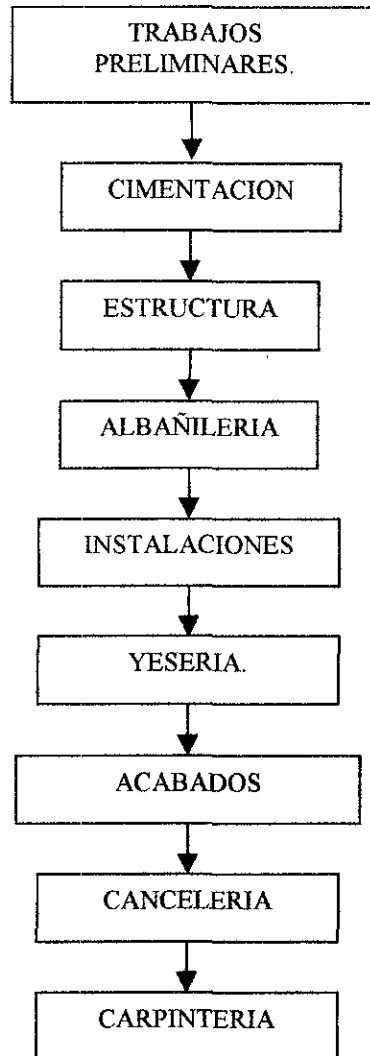 TRABAJOS
PRELIMINARES.
CIMENTACION
ESTRUCTURA
ALBAÑILERIA
INSTALACIONES
YESERIA.
ACABADOS
CANCELERIA
CARPINTERIA